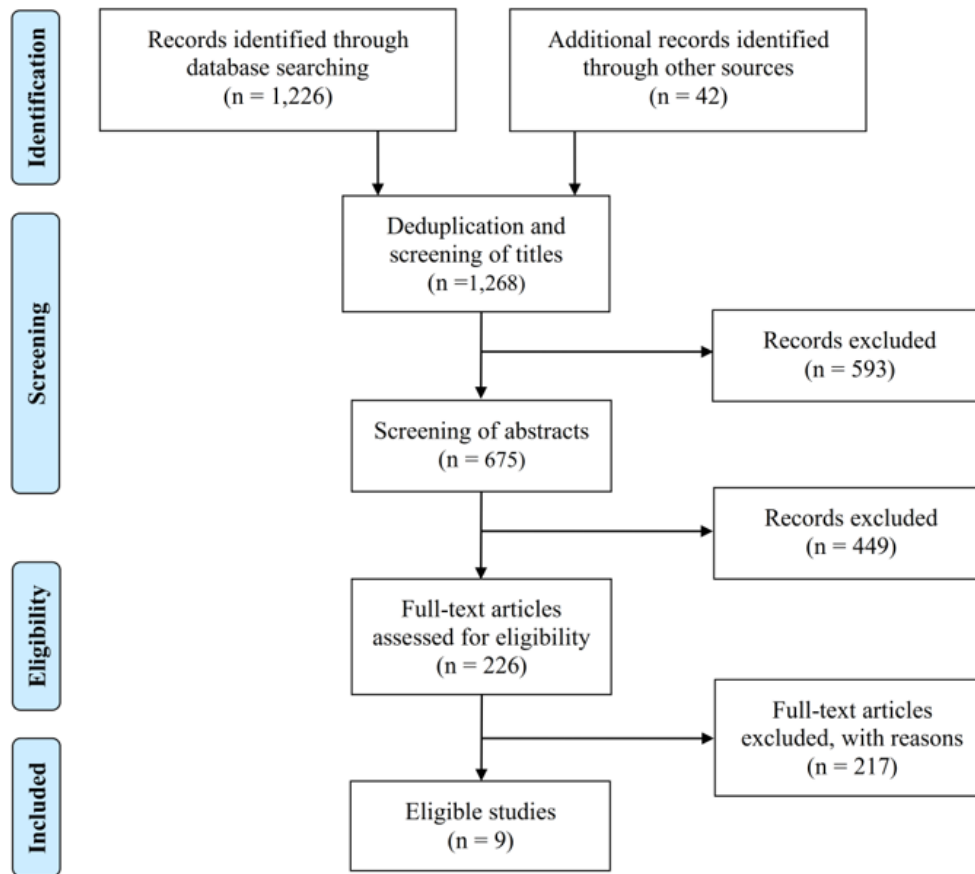 Identification
Records identified through
database searching
(n = 1,226)
Additional records identified
through other sources
(n = 42)
Screening
Deduplication and
screening of titles
(n =1,268)
Records excluded
(n = 593)
Screening of abstracts
(n = 675)
Records excluded
(n = 449)
Eligibility
Full-text articles
assessed for eligibility
(n = 226)
Full-text articles
excluded, with reasons
(n = 217)
Included
Eligible studies
(n = 9)